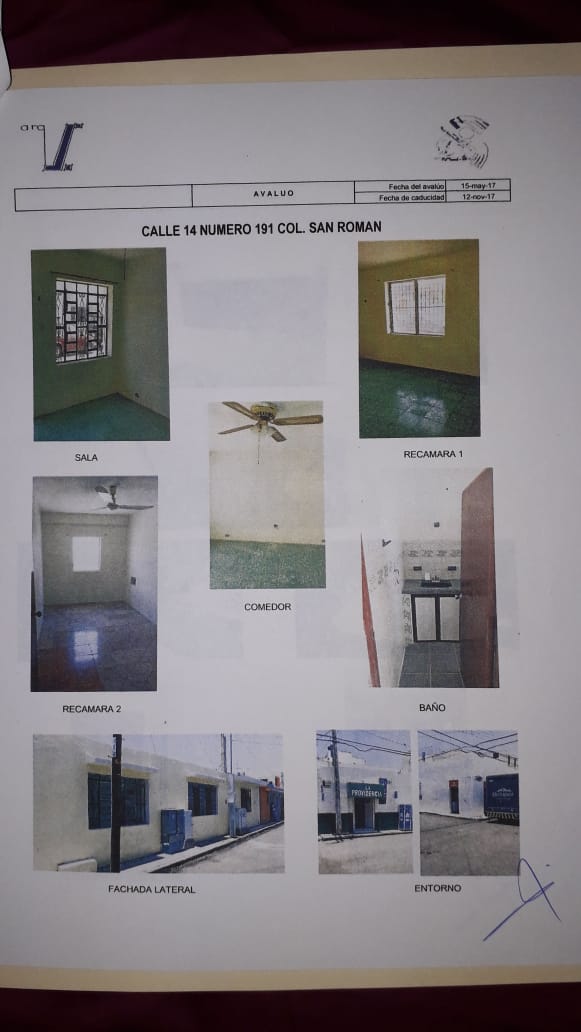 arq
AVALUO
Fecha del avalúo 15-may-17
Fecha de caducidad 12-nov-17
CALLE 14 NUMERO 191 COL. SAN ROMAN
SALA
RECAMARA 1
COMEDOR
RECAMARA 2
BAÑO
LA
PROVIDENCIA
FACHADA LATERAL
ENTORNO